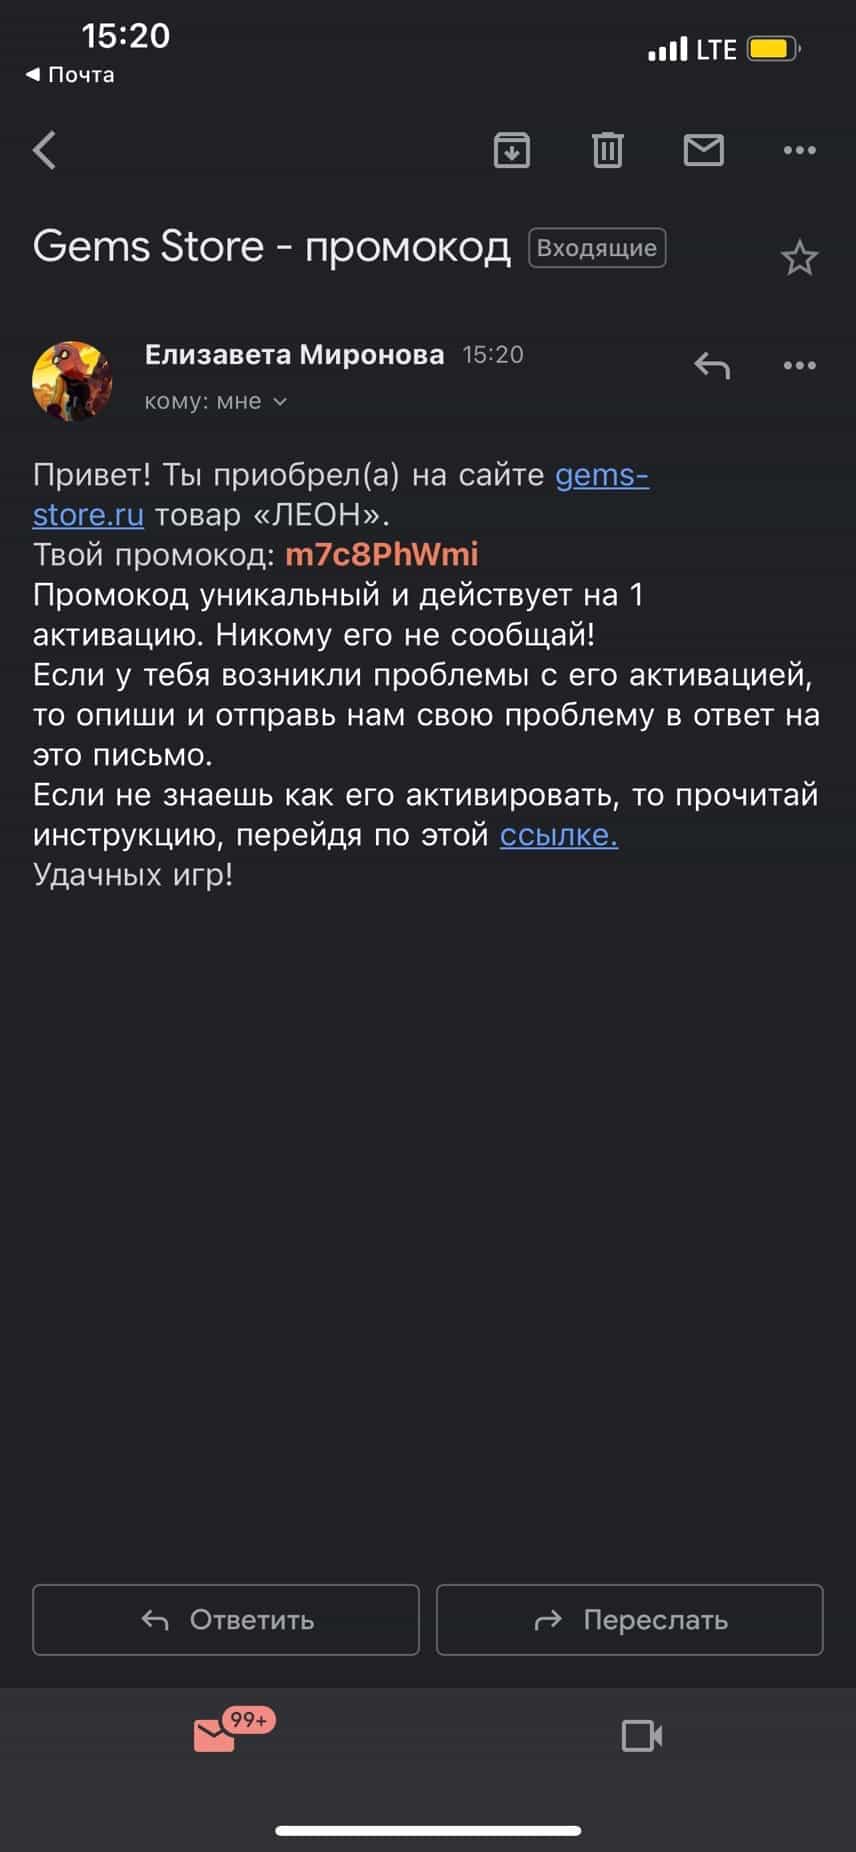 15:20
LTE
◀ Почта
Gems Store - промокод
Входящие
Елизавета Миронова 15:20
кому: мне
Привет! Ты приобрел(а) на сайте gems-
store.ru товар «ЛЕОН».
Твой промокод: m7c8PhWmi
Промокод уникальный и действует на 1
активацию. Никому его не сообщай!
Если у тебя возникли проблемы с его активацией,
то опиши и отправь нам свою проблему в ответ на
это письмо.
Если не знаешь как его активировать, то прочитай
инструкцию, перейдя по этой ссылке.
Удачных игр!
Ответить
Переслать
99+